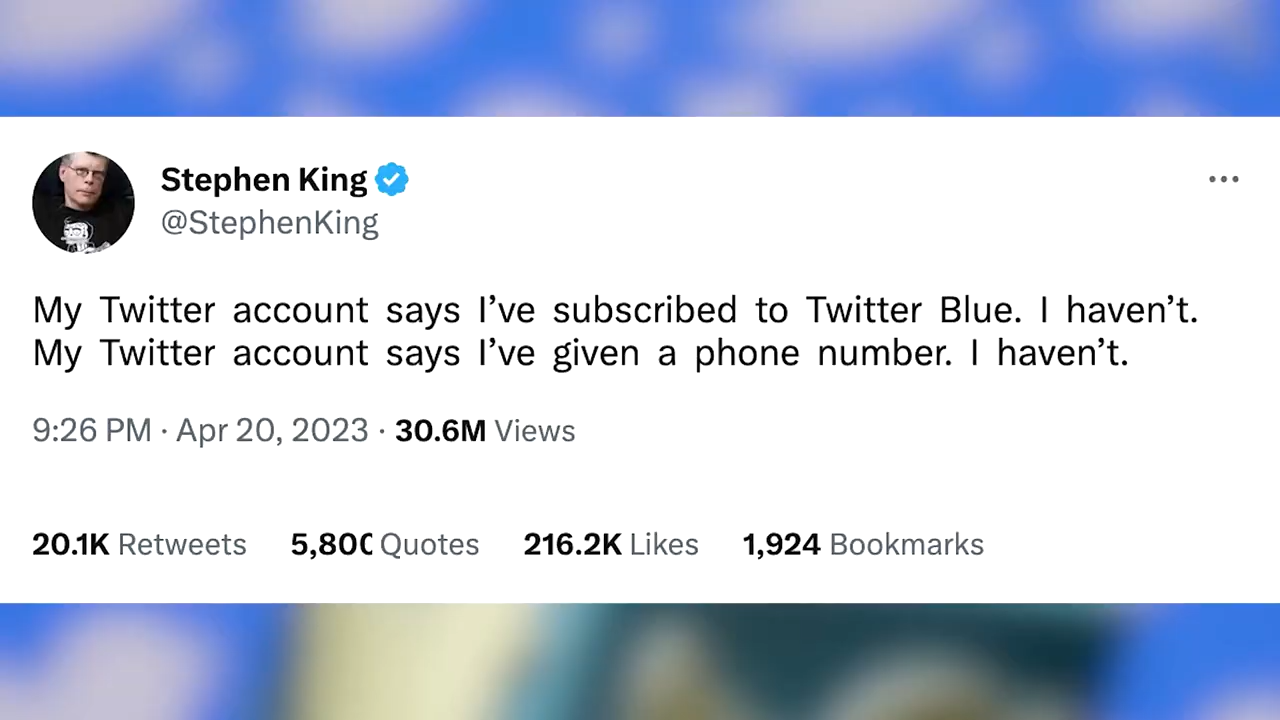 Stephen King
@StephenKing
My Twitter account says I’ve subscribed to Twitter Blue. I haven’t.
My Twitter account says I’ve given a phone number. I haven’t.
9:26 PM · Apr 20, 2023 · 30.6M Views
20.1K Retweets 5,800 Quotes 216.2K Likes 1,924 Bookmarks